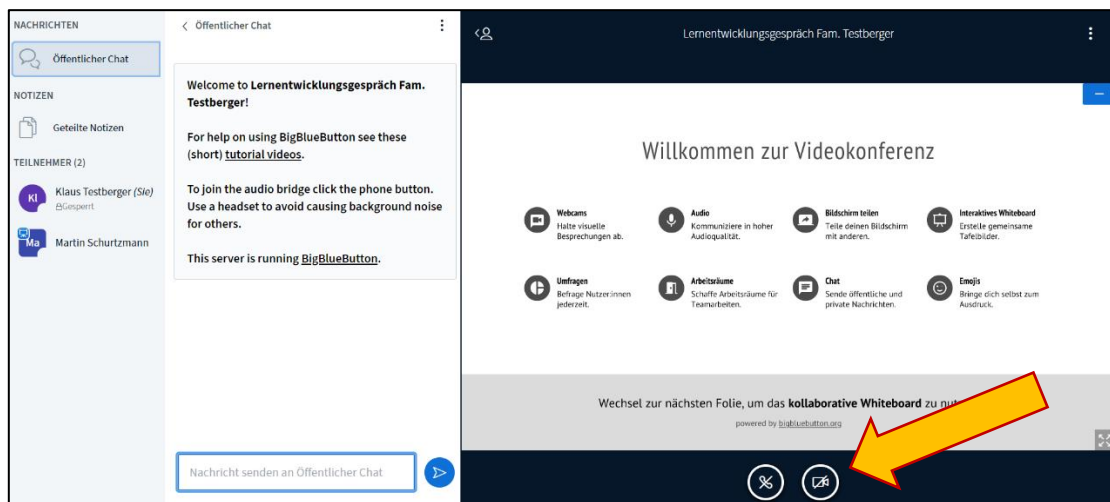 NACHRICHTEN
Öffentlicher Chat
NOTIZEN
Geteilte Notizen
TEILNEHMER (2)
Kl
Klaus Testberger (Sie)
Gesperrt
Ma
Martin Schurtzmann
Öffentlicher Chat
Welcome to Lernentwicklungsgespräch Fam.
Testberger!
For help on using BigBlueButton see these
(short) tutorial videos.
To join the audio bridge click the phone button.
Use a headset to avoid causing background noise
for others.
This server is running BigBlueButton.
Nachricht senden an Öffentlicher Chat
Lernentwicklungsgespräch Fam. Testberger
Willkommen zur Videokonferenz
Webcams
Halte visuelle
Besprechungen ab.
Audio
Kommuniziere in hoher
Audioqualität.
Bildschirm teilen
Teile deinen Bildschirm
mit anderen.
Interaktives Whiteboard
Erstelle gemeinsame
Tafelbilder.
Umfragen
Befrage Nutzer:innen
jederzeit.
Arbeitsräume
Schaffe Arbeitsräume für
Teamarbeiten.
Chat
Sende öffentliche und
private Nachrichten.
Emojis
Bringe dich selbst zum
Ausdruck.
Wechsel zur nächsten Folie, um das kollaborative Whiteboard zu
powered by bigbluebutton.org